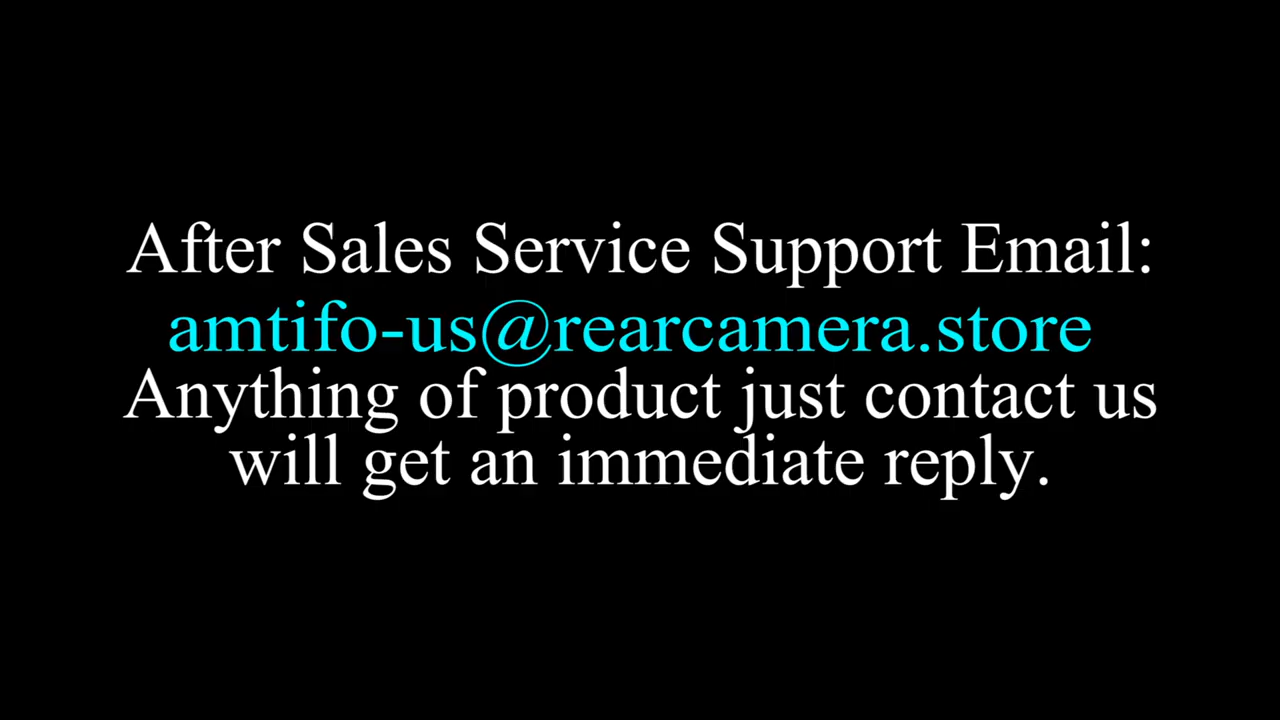 After Sales Service Support Email:
amtifo-us@rearcamera.store
Anything of product just contact us
will get an immediate reply.